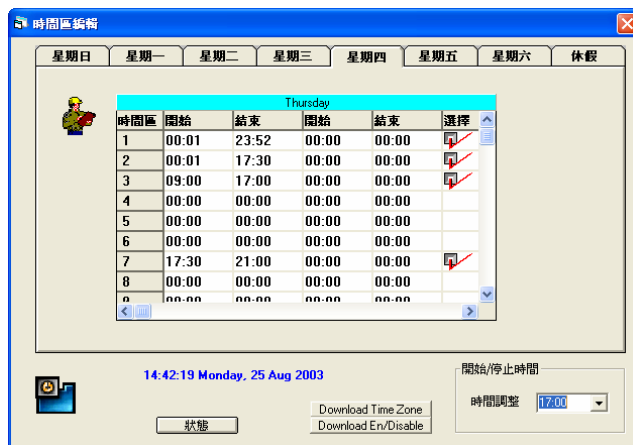 時間區編輯
星期日 星期一 星期二 星期三 星期四 星期五 星期六 休假
Thursday
時間區 開始 結束 開始 結束 選擇
1 00:01 23:52 00:00 00:00
2 00:01 17:30 00:00 00:00
3 09:00 17:00 00:00 00:00
4 00:00 00:00 00:00 00:00
5 00:00 00:00 00:00 00:00
6 00:00 00:00 00:00 00:00
7 17:30 21:00 00:00 00:00
8 00:00 00:00 00:00 00:00
14:42:19 Monday, 25 Aug 2003
開始/停止時間
時間調整 17:00
狀態
Download Time Zone
Download En/Disable